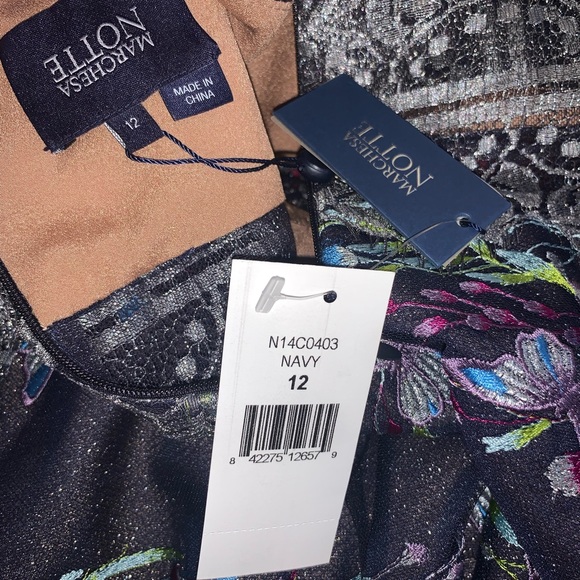 MARCHESA
NOTTE
MADE IN
CHINA
12
MARCHESA
NOTTE
N14C0403
NAVY
12
8 42275 12657 9